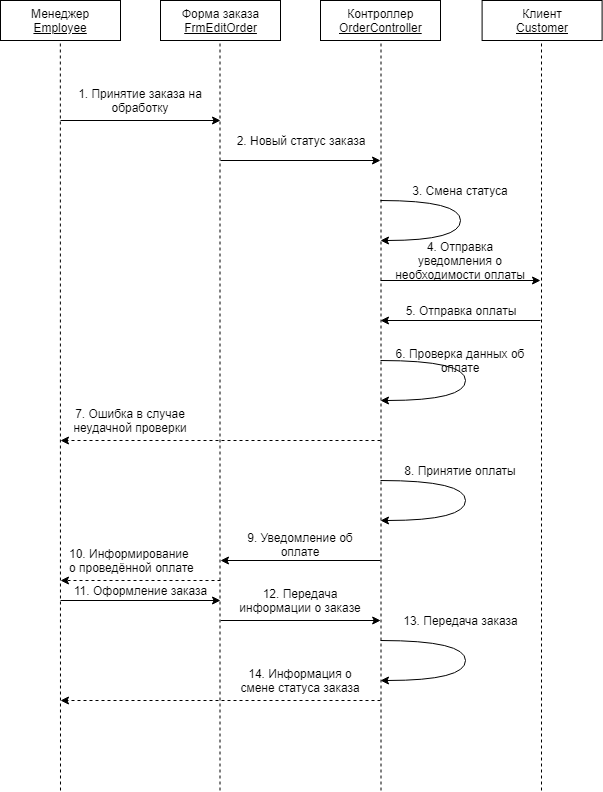 Менеджер
Employee
Форма заказа
FrmEditOrder
Контроллер
OrderController
Клиент
Customer
1. Принятие заказа на
обработку
2. Новый статус заказа
3. Смена статуса
4. Отправка
уведомления о
необходимости оплаты
5. Отправка оплаты
6. Проверка данных об
оплате
7. Ошибка в случае
неудачной проверки
8. Принятие оплаты
9. Уведомление об
оплате
10. Информирование
о проведённой оплате
11. Оформление заказа
12. Передача
информации о заказе
13. Передача заказа
14. Информация о
смене статуса заказа